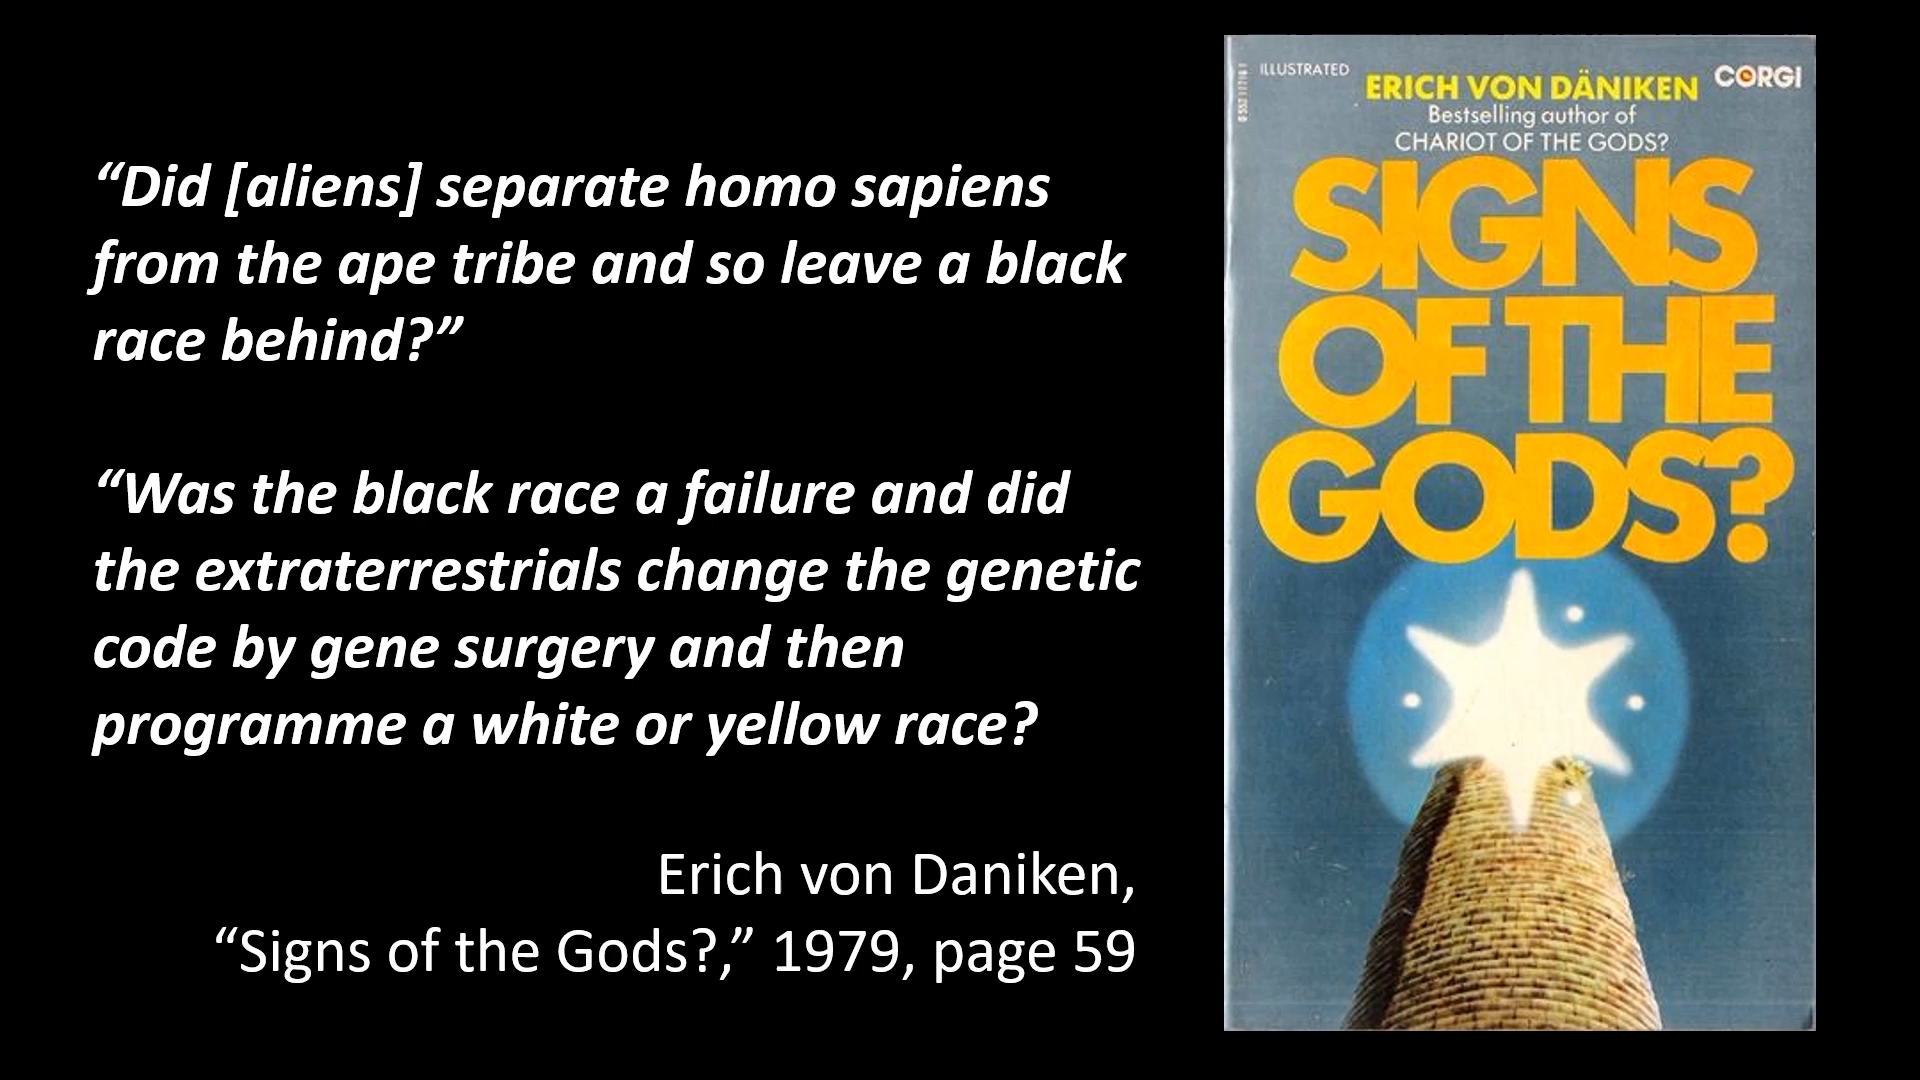 “Did [aliens] separate homo sapiens
from the ape tribe and so leave a black
race behind?”
“Was the black race a failure and did
the extraterrestrials change the genetic
code by gene surgery and then
programme a white or yellow race?
Erich von Daniken,
“Signs of the Gods?,” 1979, page 59
ILLUSTRATED
ERICH VON DÄNIKEN
CORGI
Bestselling author of
CHARIOT OF THE GODS?
SIGNS
OF THE
GODS?